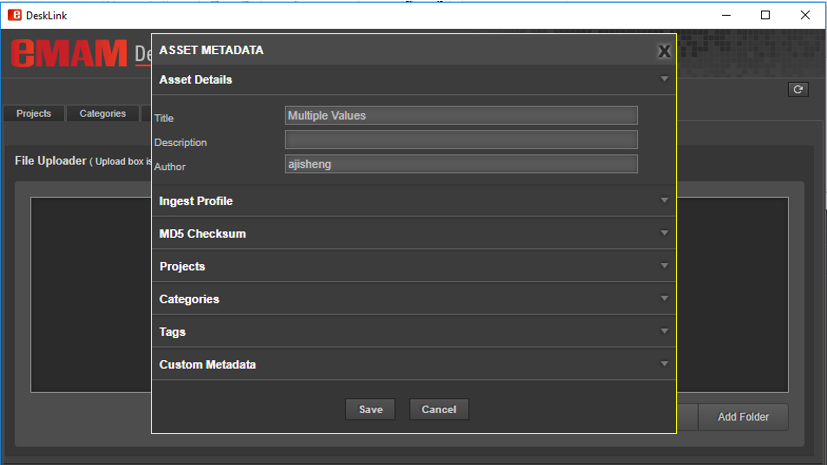 DeskLink
eMAM De
ASSET METADATA
X
Asset Details
Projects
Categories
Title
Multiple Values
Description
Author
ajisheng
File Uploader ( Upload box is
Ingest Profile
MD5 Checksum
Projects
Categories
Tags
Custom Metadata
Save
Cancel
Add Folder